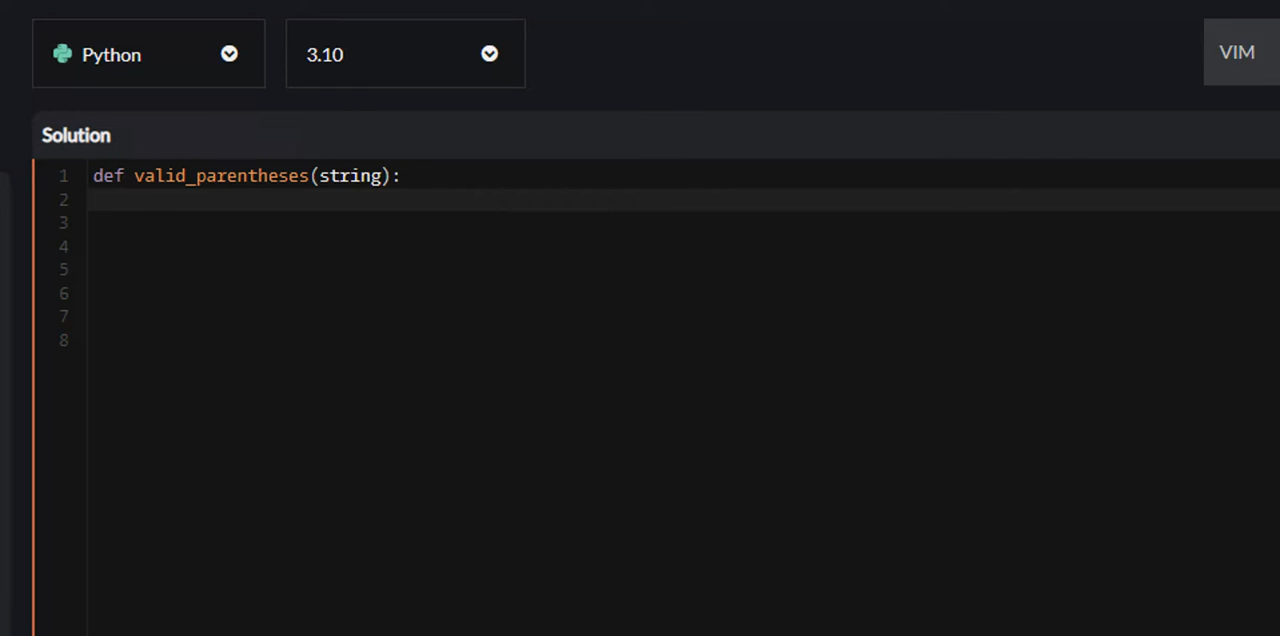 Python 3.10 VIM
Solution
1 def valid_parentheses(string):
2
3
4
5
6
7
8